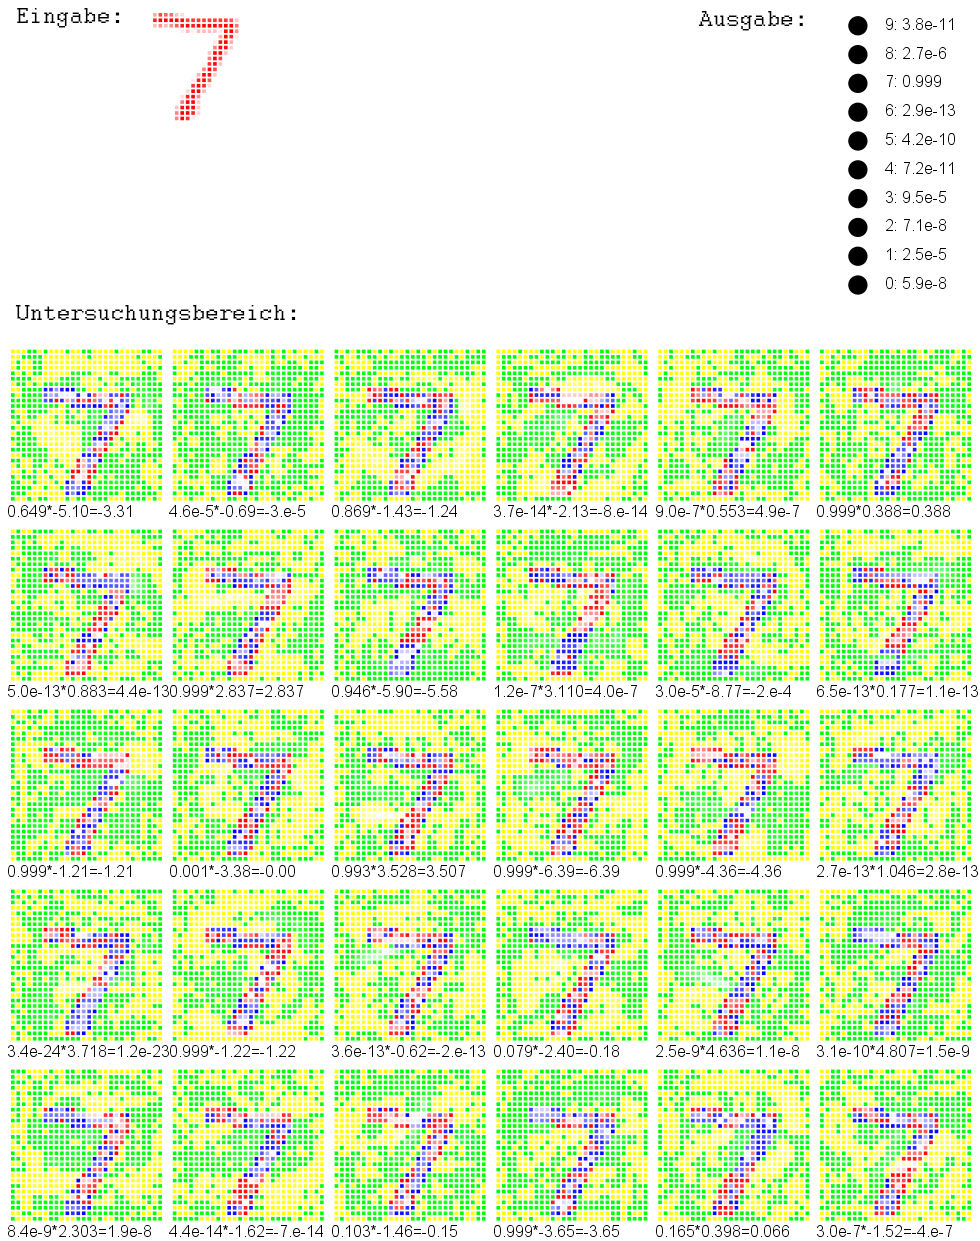 Eingabe:
Ausgabe:
9: 3.8e-11
8: 2.7e-6
7: 0.999
6: 2.9e-13
5: 4.2e-10
4: 7.2e-11
3: 9.5e-5
2: 7.1e-8
1: 2.5e-5
0: 5.9e-8
Untersuchungsbereich:
0.649*-5.10=-3.31 4.6e-5*-0.69=-3.e-5 0.869*-1.43=-1.24 3.7e-14*-2.13=-8.e-14 9.0e-7*0.553=4.9e-7 0.999*0.388=0.388
5.0e-13*0.883=4.4e-13 0.999*2.837=2.837 0.946*-5.90=-5.58 1.2e-7*3.110=4.0e-7 3.0e-5*-8.77=-2.e-4 6.5e-13*0.177=1.1e-13
0.999*-1.21=-1.21 0.001*-3.38=-0.00 0.993*3.528=3.507 0.999*-6.39=-6.39 0.999*-4.36=-4.36 2.7e-13*1.046=2.8e-13
3.4e-24*3.718=1.2e-23 0.999*-1.22=-1.22 3.6e-13*-0.62=-2.e-13 0.079*-2.40=-0.18 2.5e-9*4.636=1.1e-8 3.1e-10*4.807=1.5e-9
8.4e-9*2.303=1.9e-8 4.4e-14*-1.62=-7.e-14 0.103*-1.46=-0.15 0.999*-3.65=-3.65 0.165*0.398=0.066 3.0e-7*-1.52=-4.e-7